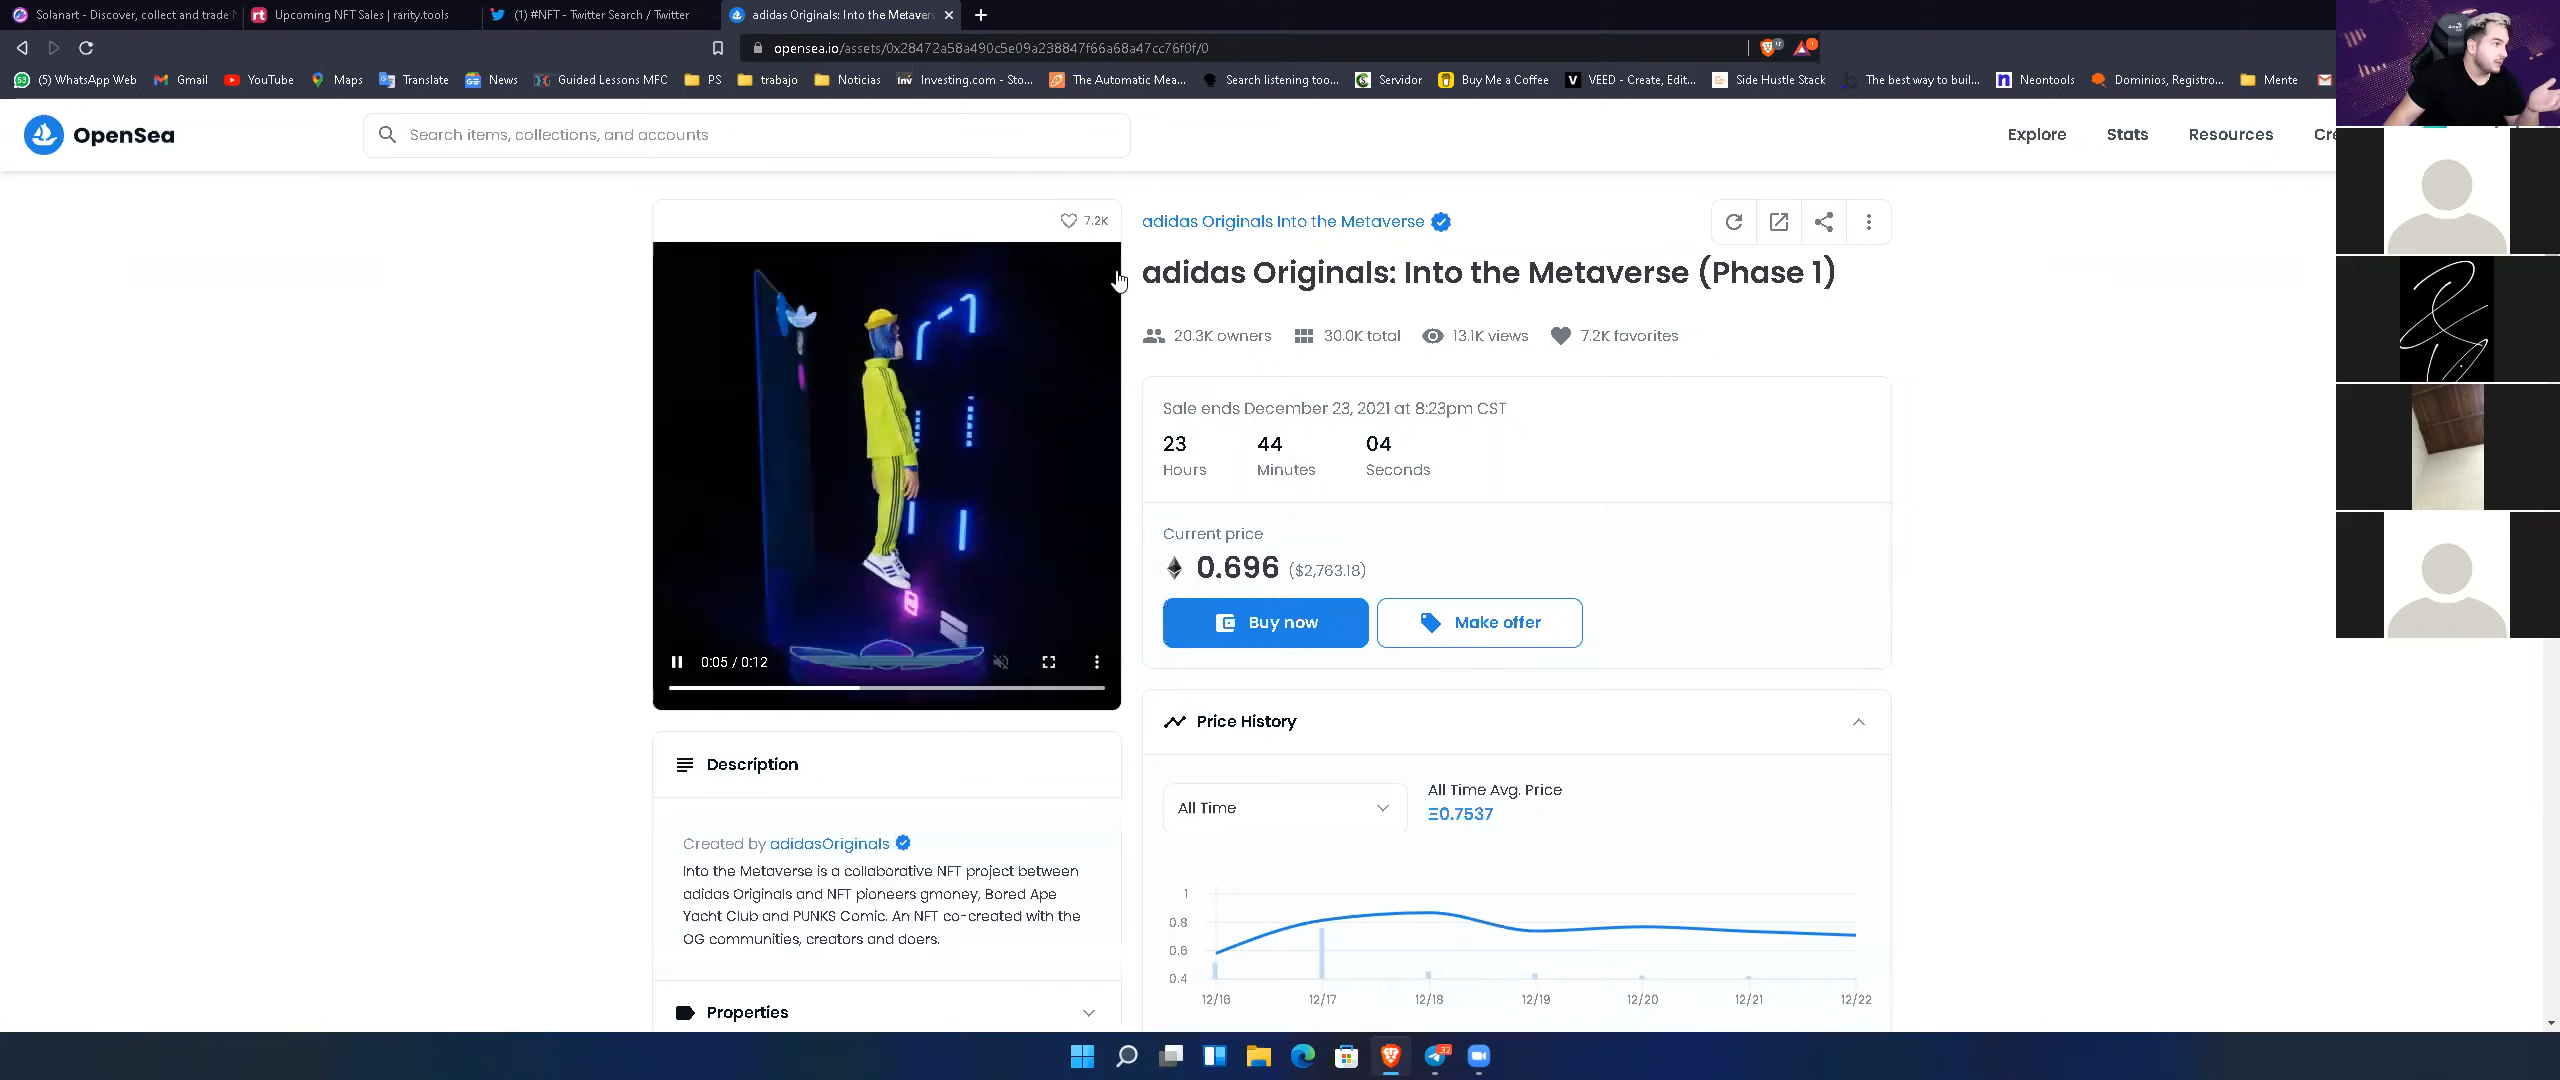 Solanart - Discover, collect and trade
Upcoming NFT Sales | rarity.tools
(1) #NFT - Twitter Search / Twitter
adidas Originals: Into the Metavers
opensea.io/assets/0x28472a58a490c5e09a238847f66a68a47cc76f0f/0
(5) WhatsApp Web
Gmail
YouTube
Maps
Translate
News
Guided Lessons MFC
PS
trabajo
Noticias
Investing.com - Sto...
The Automatic Mea...
Search listening too...
Servidor
Buy Me a Coffee
VEED - Create, Edit...
Side Hustle Stack
The best way to buil...
Neontools
Dominios, Registro...
Mente
OpenSea
Search items, collections, and accounts
Explore
Stats
Resources
Cre
7.2K
adidas Originals Into the Metaverse
adidas Originals: Into the Metaverse (Phase 1)
20.3K owners
30.0K total
13.1K views
7.2K favorites
Sale ends December 23, 2021 at 8:23pm CST
23 44 04
Hours Minutes Seconds
Current price
0.696 ($2,763.18)
Buy now
Make offer
0:05 / 0:12
Price History
All Time
All Time Avg. Price
Ξ0.7537
1
0.8
0.6
0.4
12/16 12/17 12/18 12/19 12/20 12/21 12/22
Description
Created by adidasOriginals
Into the Metaverse is a collaborative NFT project between
adidas Originals and NFT pioneers gmoney, Bored Ape
Yacht Club and PUNKS Comic. An NFT co-created with the
OG communities, creators and doers.
Properties
32